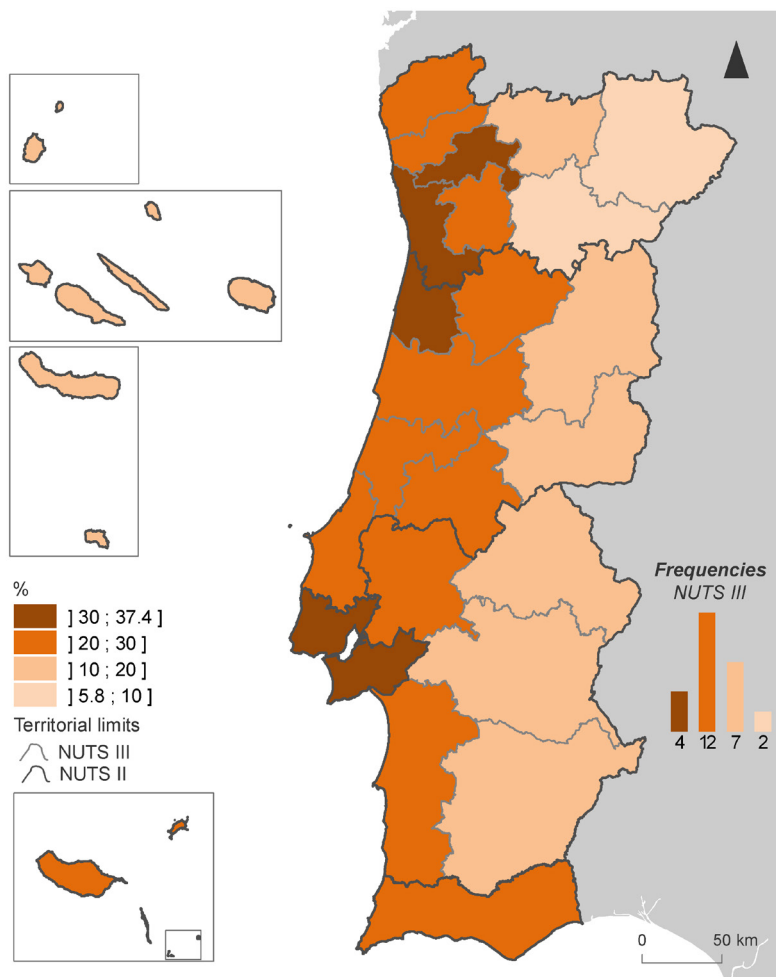 %
] 30 ; 37.4 ]
] 20 ; 30 ]
] 10 ; 20 ]
] 5.8 ; 10 ]
Territorial limits
NUTS III
NUTS II
Frequencies
NUTS III
4 12 7 2
0 50 km